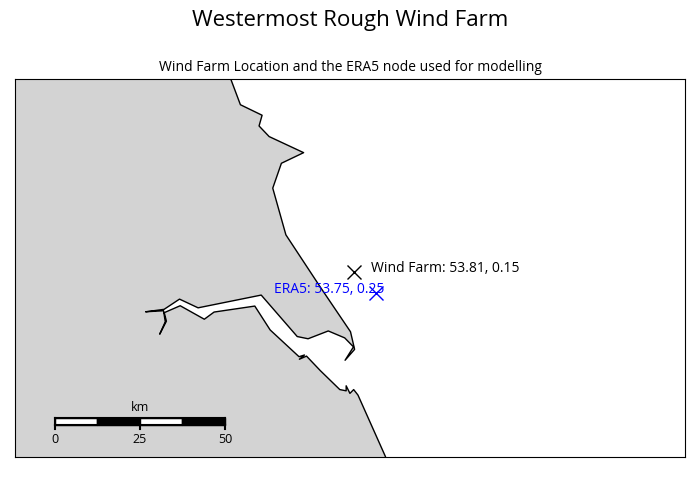 Westermost Rough Wind Farm
Wind Farm Location and the ERA5 node used for modelling
Wind Farm: 53.81, 0.15
ERA5: 53.75, 0.25
km
0 25 50